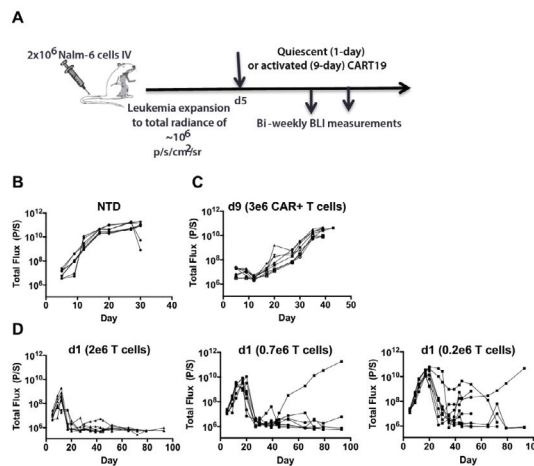 A
2x10⁶ Nalm-6 cells IV
Quiescent (1-day)
or activated (9-day) CART19
d5
Leukemia expansion
to total radiance of
~10⁶
p/s/cm²/sr
Bi-weekly BLI measurements
B
NTD
Total Flux (P/S)
10¹²
10¹⁰
10⁸
10⁶
0 10 20 30 40
Day
C
d9 (3e6 CAR+ T cells)
Total Flux (P/S)
10¹²
10¹⁰
10⁸
10⁶
0 10 20 30 40 50
Day
D
d1 (2e6 T cells)
Total Flux (P/S)
10¹²
10¹⁰
10⁸
10⁶
0 20 40 60 80 100
Day
d1 (0.7e6 T cells)
Total Flux (P/S)
10¹²
10¹⁰
10⁸
10⁶
0 20 40 60 80 100
Day
d1 (0.2e6 T cells)
Total Flux (P/S)
10¹²
10¹⁰
10⁸
10⁶
0 20 40 60 80 100
Day